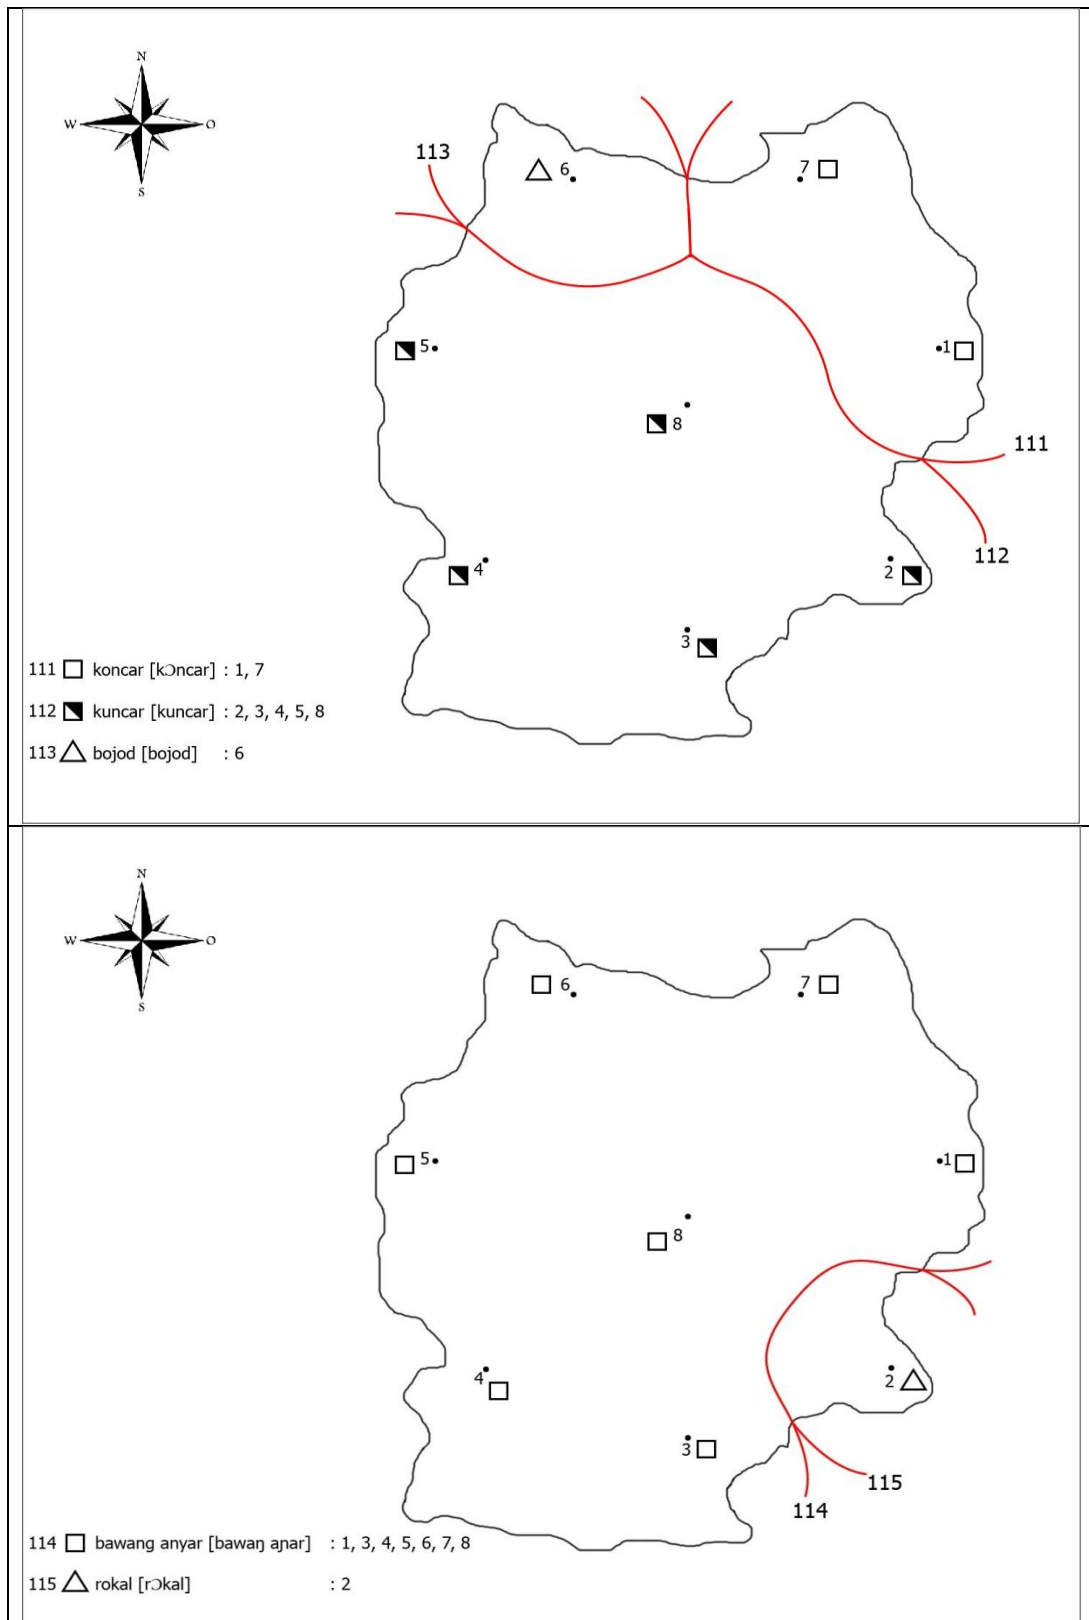 N
W O
S
113
6
7
5
1
8
111
4
2
112
3
111 koncar [kɔncar] : 1, 7
112 kuncar [kuncar] : 2, 3, 4, 5, 8
113 bojod [bojod] : 6
N
W O
S
6
7
5
1
8
4
2
3
115
114
114 bawang anyar [bawaŋ aɲar] : 1, 3, 4, 5, 6, 7, 8
115 rokal [rɔkal] : 2